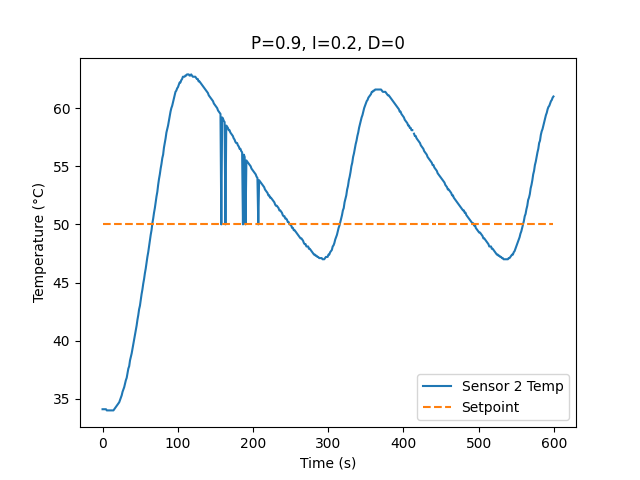 P=0.9, I=0.2, D=0
Temperature (°C)
60
55
50
45
40
35
0 100 200 300 400 500 600
Time (s)
Sensor 2 Temp
Setpoint